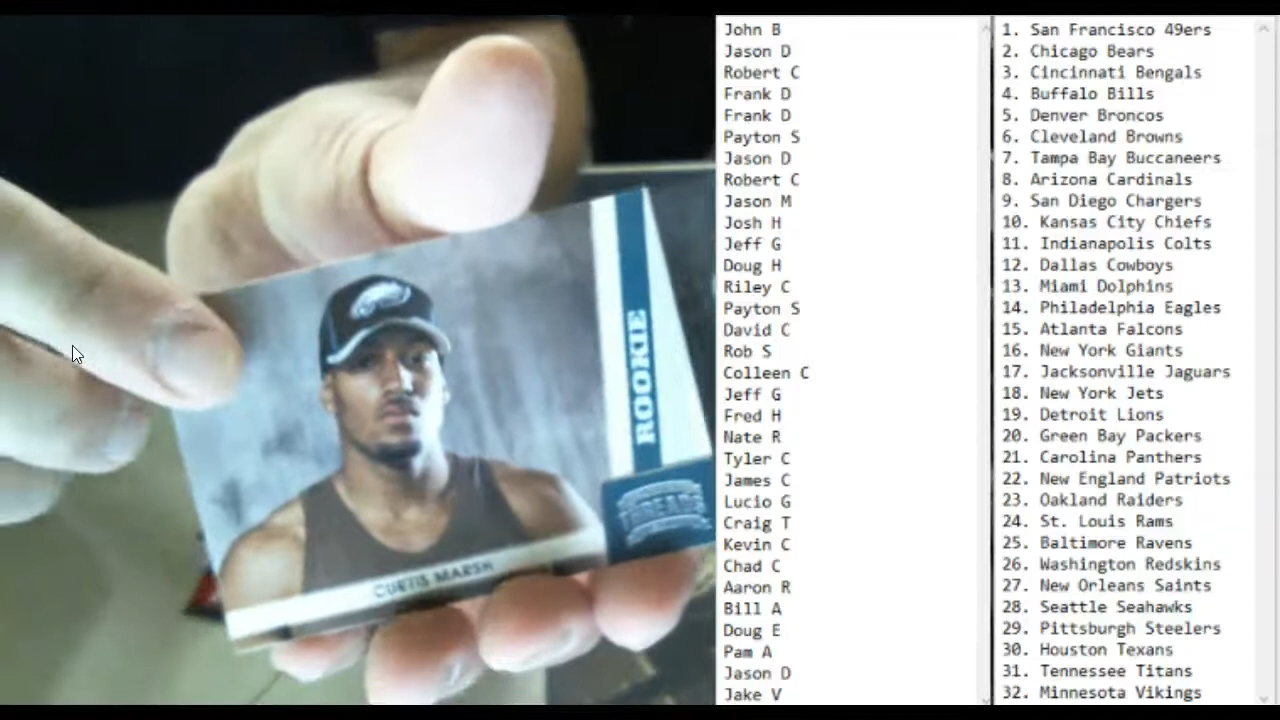 ROOKIE
THREADS
CURTIS MARSH
John B
Jason D
Robert C
Frank D
Frank D
Payton S
Jason D
Robert C
Jason M
Josh H
Jeff G
Doug H
Riley C
Payton S
David C
Rob S
Colleen C
Jeff G
Fred H
Nate R
Tyler C
James C
Lucio G
Craig T
Kevin C
Chad C
Aaron R
Bill A
Doug E
Pam A
Jason D
Jake V
1. San Francisco 49ers
2. Chicago Bears
3. Cincinnati Bengals
4. Buffalo Bills
5. Denver Broncos
6. Cleveland Browns
7. Tampa Bay Buccaneers
8. Arizona Cardinals
9. San Diego Chargers
10. Kansas City Chiefs
11. Indianapolis Colts
12. Dallas Cowboys
13. Miami Dolphins
14. Philadelphia Eagles
15. Atlanta Falcons
16. New York Giants
17. Jacksonville Jaguars
18. New York Jets
19. Detroit Lions
20. Green Bay Packers
21. Carolina Panthers
22. New England Patriots
23. Oakland Raiders
24. St. Louis Rams
25. Baltimore Ravens
26. Washington Redskins
27. New Orleans Saints
28. Seattle Seahawks
29. Pittsburgh Steelers
30. Houston Texans
31. Tennessee Titans
32. Minnesota Vikings